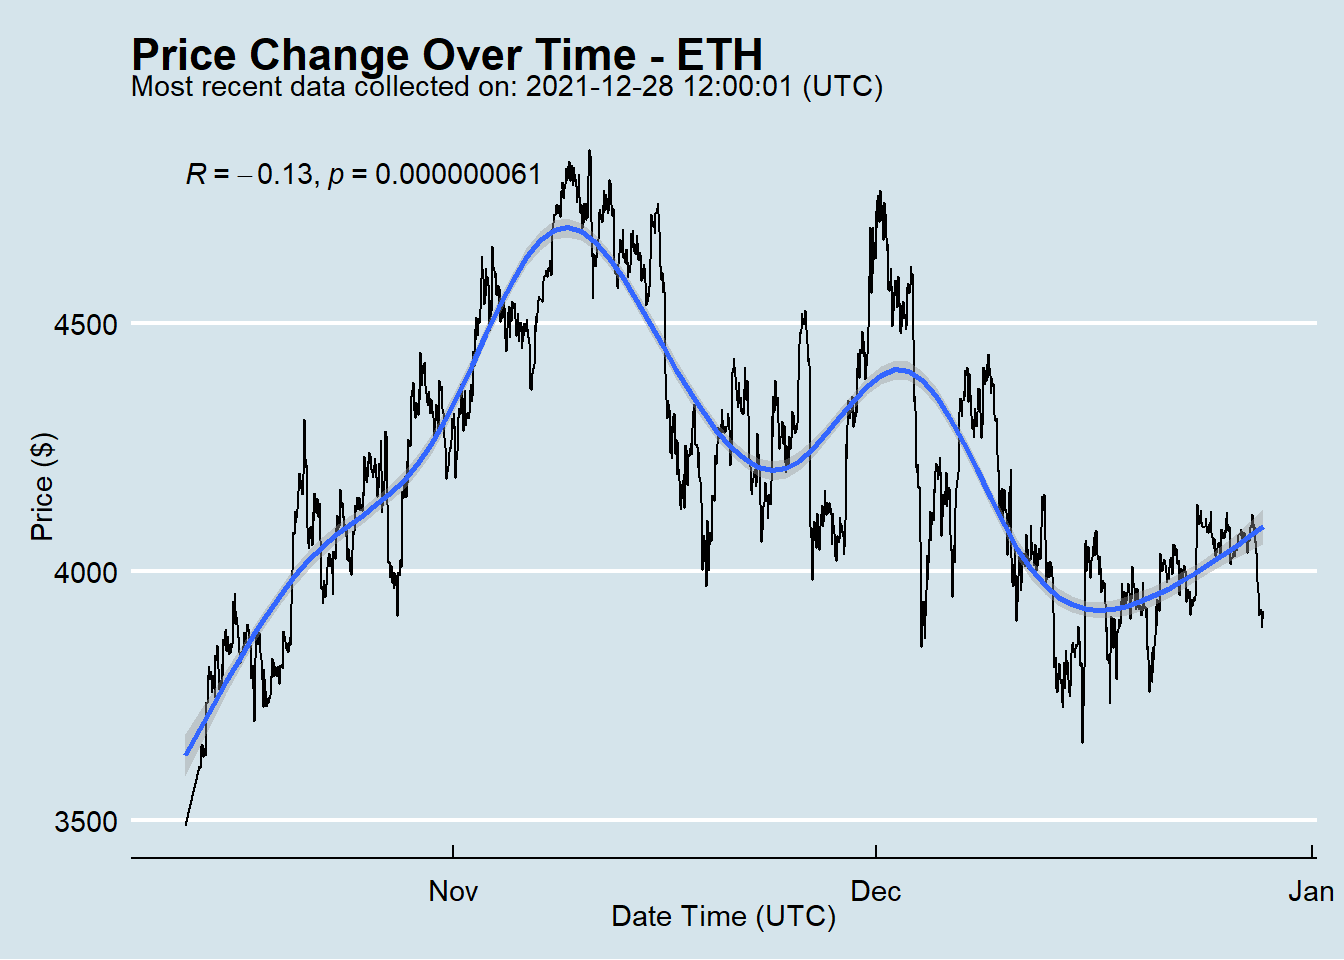 Price Change Over Time - ETH
Most recent data collected on: 2021-12-28 12:00:01 (UTC)
R = −0.13, p = 0.000000061
4500
4000
3500
Price ($)
Nov
Dec
Jan
Date Time (UTC)